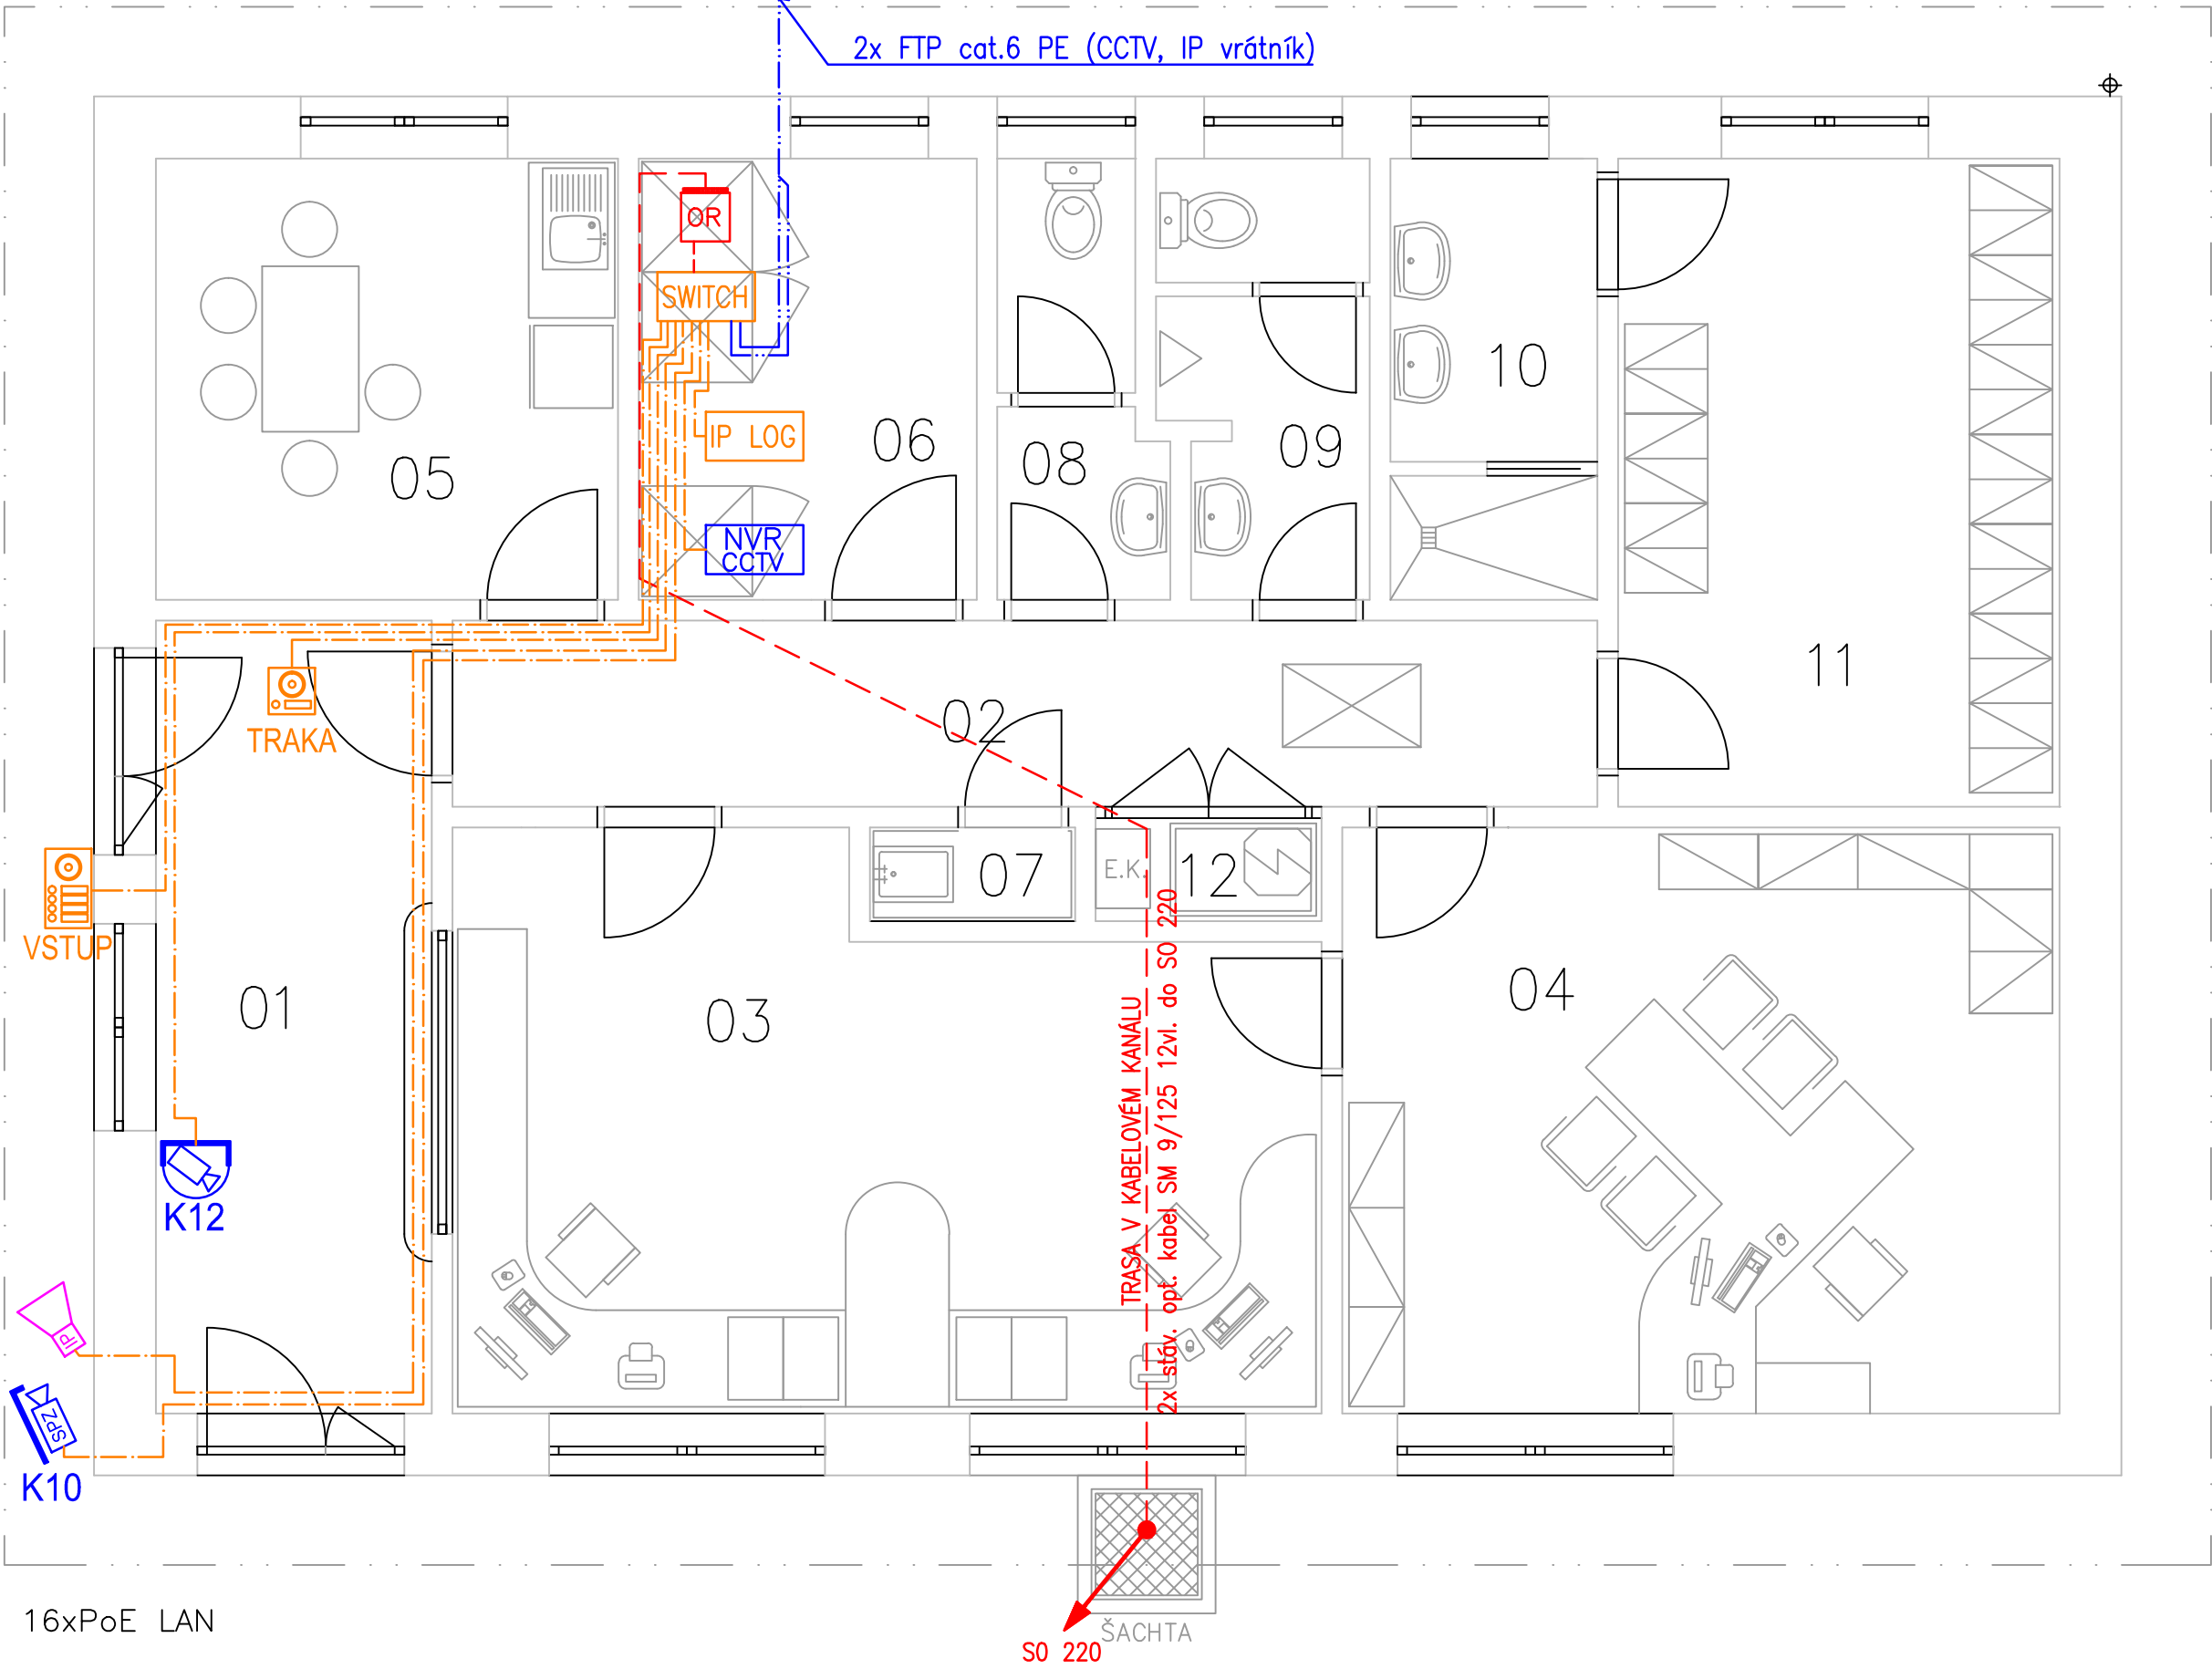 2x FTP cat.6 PE (CCTV, IP vrátník)
OR
SWITCH
IP LOG
NVR
CCTV
05
06
08
09
10
11
02
TRAKA
VSTUP
01
03
07
E.K.
12
04
TRASA V KABELOVÉM KANÁLU
2x stáv. opt. kabel SM 9/125 12vl. do SO 220
K12
IP
SPZ
K10
ŠACHTA
SO 220
16xPoE LAN